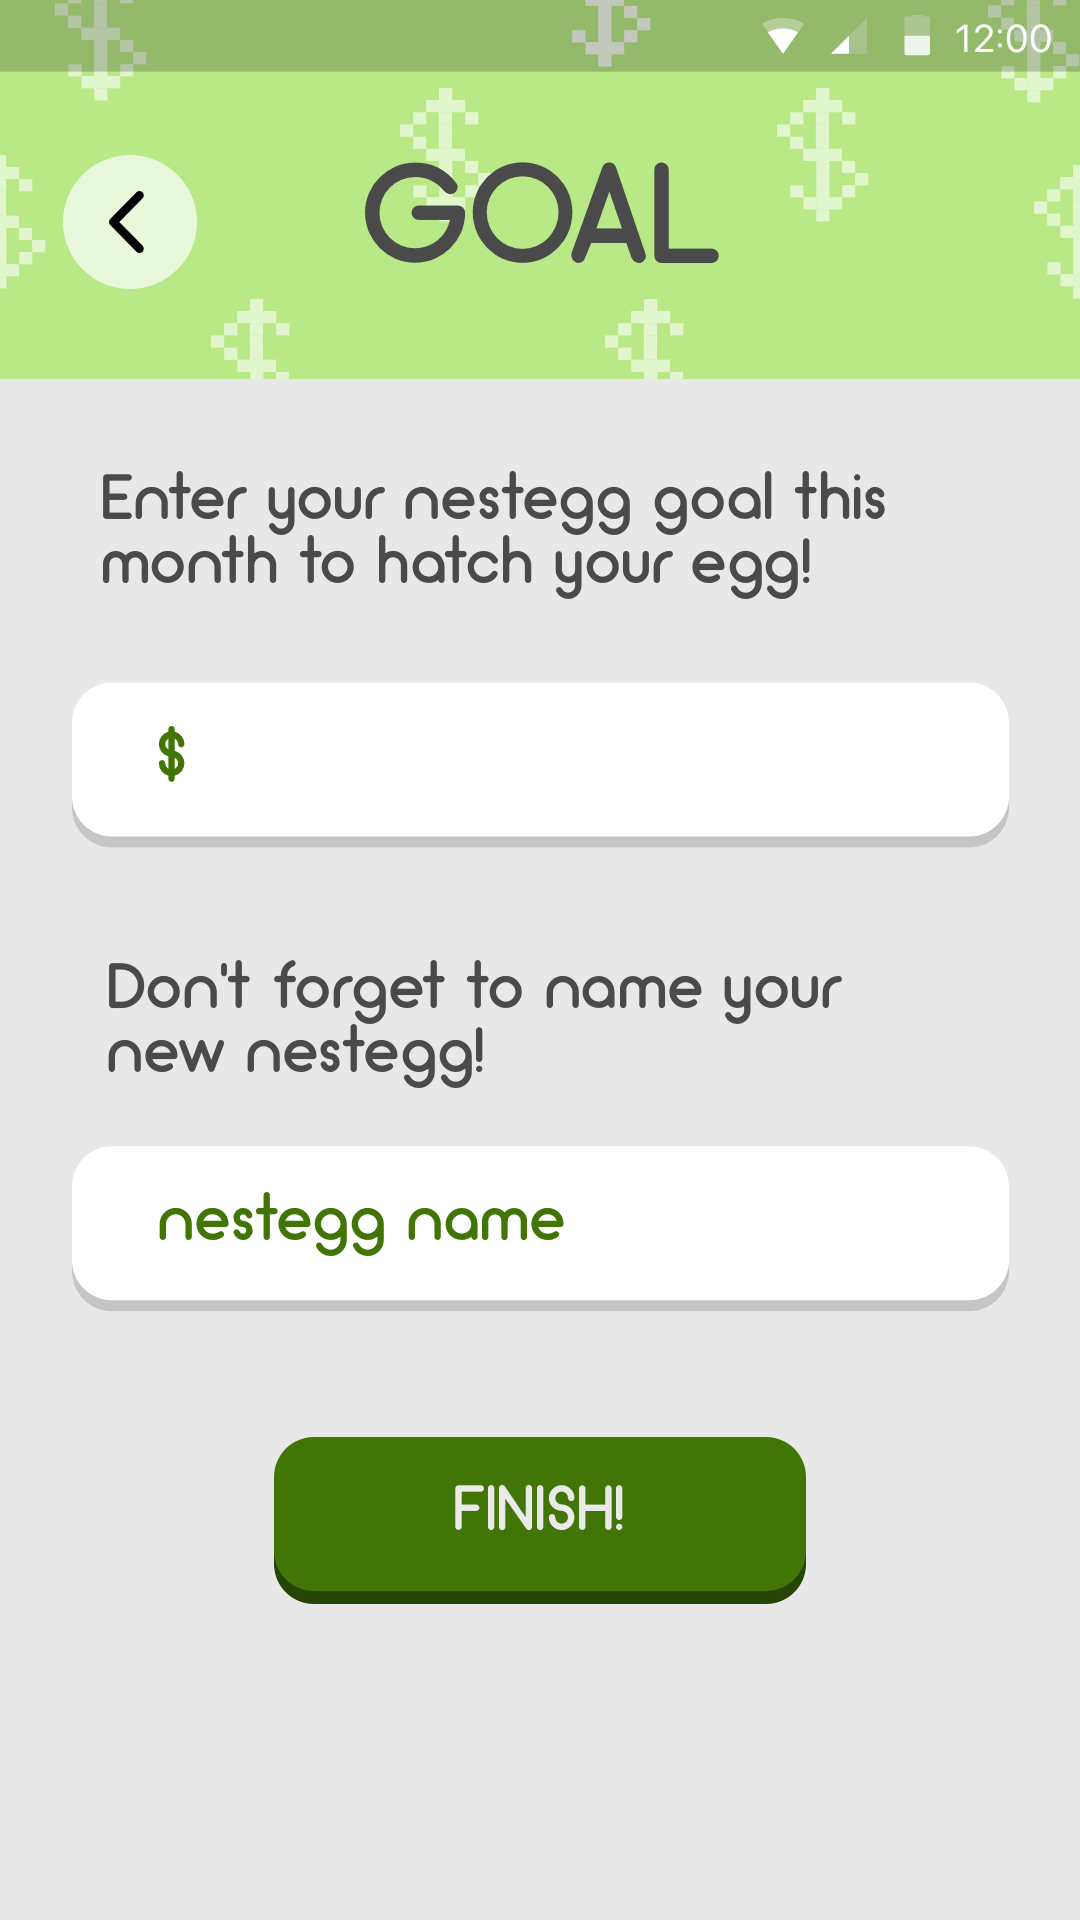 12:00
GOAL
Enter your nestegg goal this
month to hatch your egg!
$
Don't forget to name your
new nestegg!
nestegg name
FINISH!